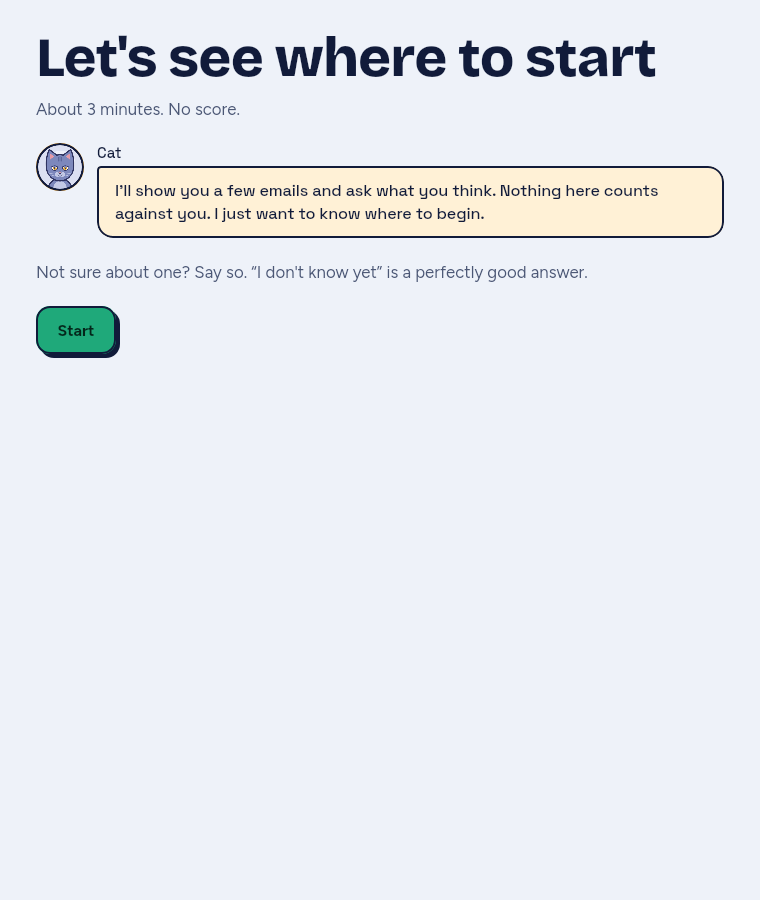 Let's see where to start
About 3 minutes. No score.
Cat
I’ll show you a few emails and ask what you think. Nothing here counts
against you. I just want to know where to begin.
Not sure about one? Say so. “I don't know yet” is a perfectly good answer.
Start